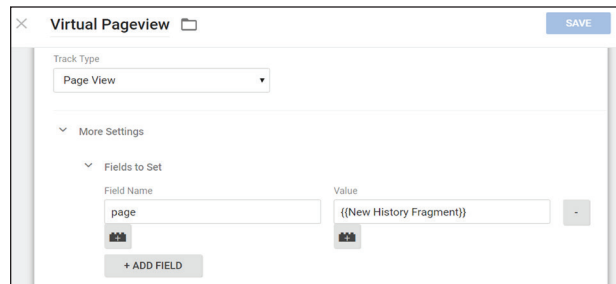 Virtual Pageview
SAVE
Track Type
Page View
More Settings
Fields to Set
Field Name
Value
page
{{New History Fragment}}
-
+ ADD FIELD